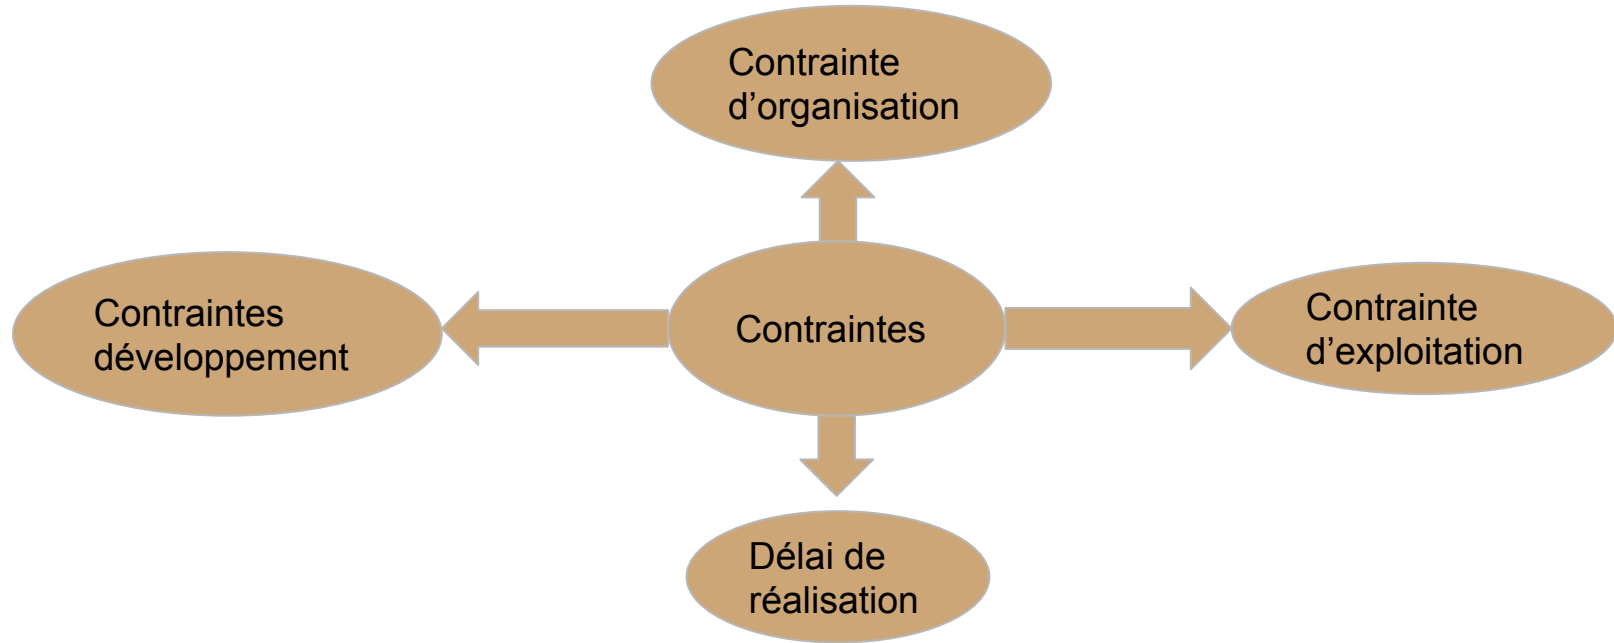 Contrainte
d’organisation
Contraintes
développement
Contraintes
Contrainte
d’exploitation
Délai de
réalisation